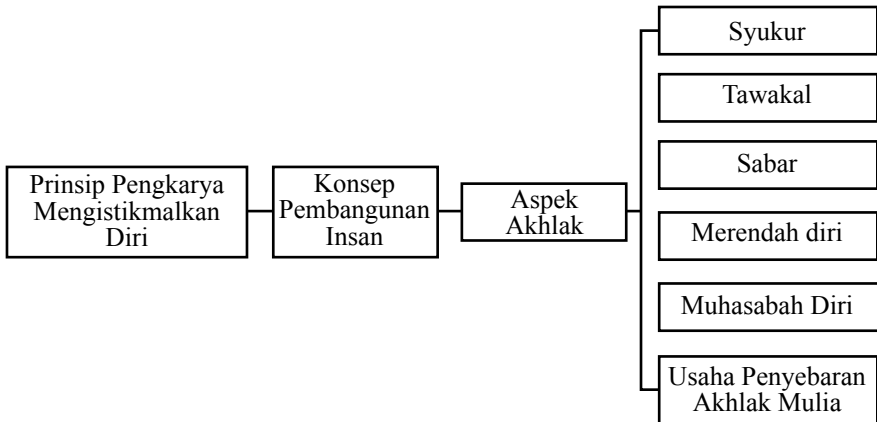 Prinsip Pengkarya
Mengistikmalkan
Diri
Konsep
Pembangunan
Insan
Aspek
Akhlak
Syukur
Tawakal
Sabar
Merendah diri
Muhasabah Diri
Usaha Penyebaran
Akhlak Mulia